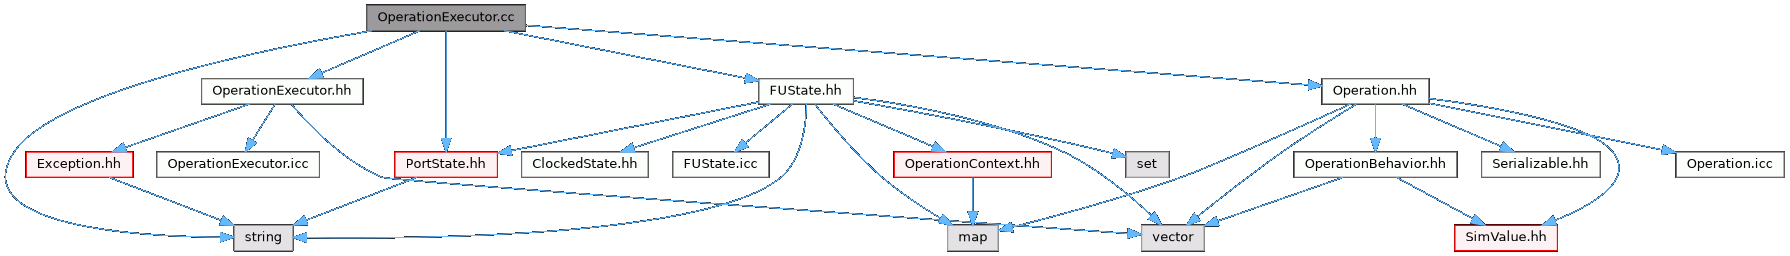 OperationExecutor.cc
OperationExecutor.hh
FUState.hh
Operation.hh
Exception.hh
OperationExecutor.icc
PortState.hh
ClockedState.hh
FUState.icc
OperationContext.hh
set
OperationBehavior.hh
Serializable.hh
Operation.icc
string
map
vector
SimValue.hh